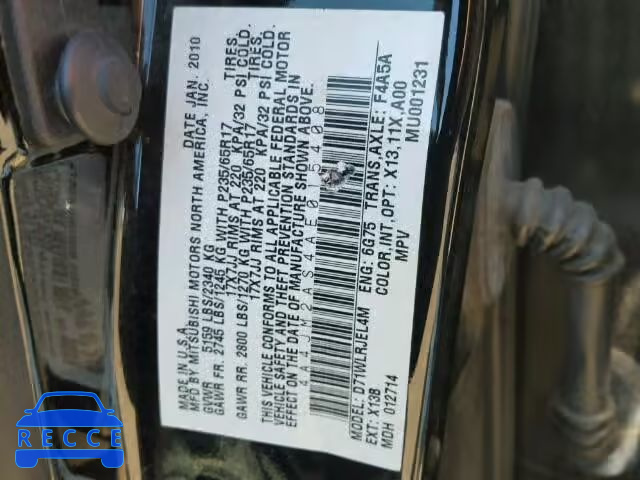 MADE IN U.S.A. DATE JAN. 2010
MFD BY MITSUBISHI MOTORS NORTH AMERICA, INC.
GVWR 5159 LBS/2340 KG
GAWR FR. 2745 LBS/1245 KG WITH P235/65R17 TIRES,
17X7JJ RIMS AT 220 KPA/32 PSI COLD.
GAWR RR. 2800 LBS/1270 KG WITH P235/65R17 TIRES,
17X7JJ RIMS AT 220 KPA/32 PSI COLD.
THIS VEHICLE CONFORMS TO ALL APPLICABLE FEDERAL MOTOR
VEHICLE SAFETY AND THEFT PREVENTION STANDARDS IN
EFFECT ON THE DATE OF MANUFACTURE SHOWN ABOVE.
4A4JM2AS4AE015408
MODEL: D71WLRJEL4M ENG: 6G75 TRANS.AXLE: F4A5A
EXT: X13B COLOR.INT.OPT: X13,11X,A00
MDH 012714 MPV MU001231
RECCE